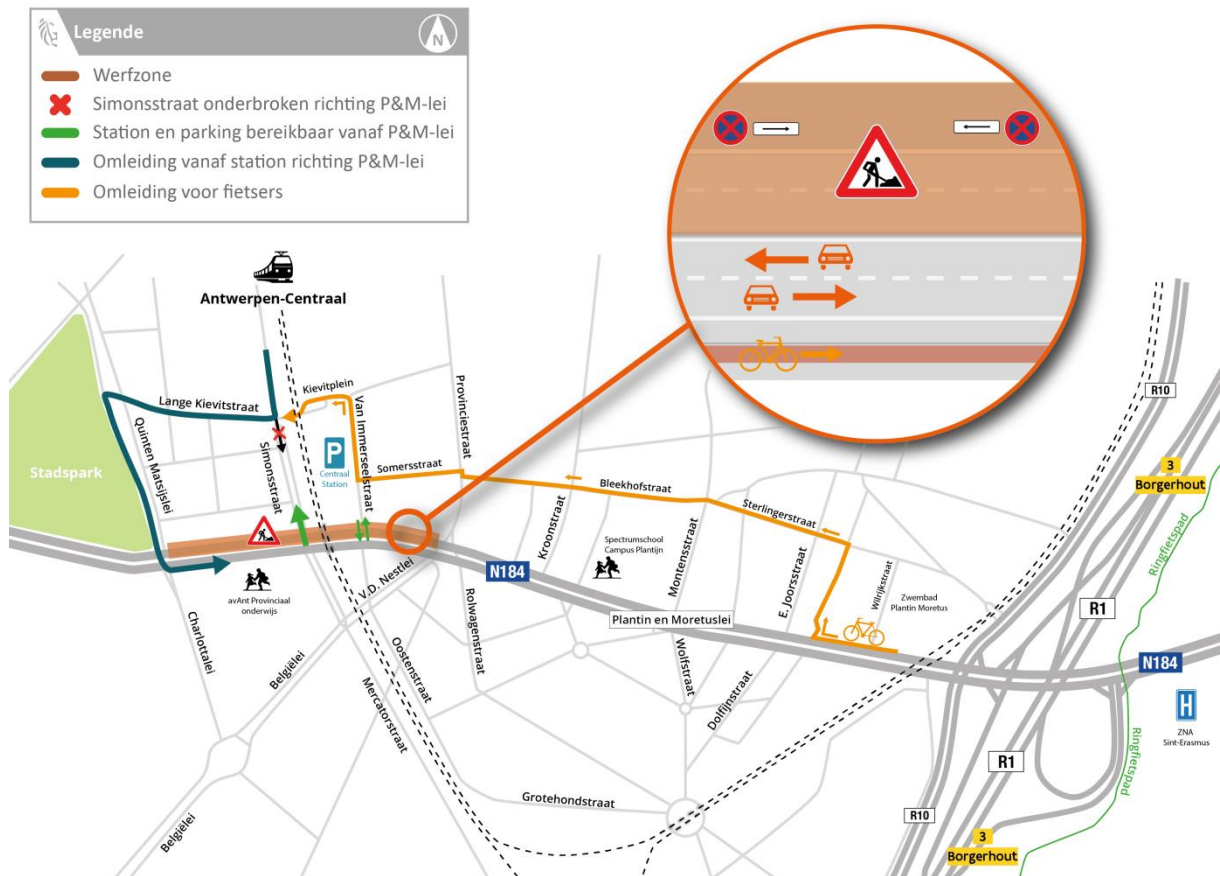 Legende
N
Werfzone
Simonsstraat onderbroken richting P&M-lei
Station en parking bereikbaar vanaf P&M-lei
Omleiding vanaf station richting P&M-lei
Omleiding voor fietsers
Antwerpen-Centraal
R10
3
Borgerhout
Kievitplein
Lange Kievitstraat
Provinciestraat
Van Immerseelstraat
Quinten Matsijslei
Simonsstraat
P
Centraal
Station
Stadspark
Somersstraat
Bleekhofstraat
Sterlingerstraat
Ringfietspad
Kroonstraat
Spectrumschool
Campus Plantijn
Montensstraat
E. Joorsstraat
Wilrijkstraat
Zwembad
Plantin Moretus
R1
N184
V.D. Nestlei
avAnt Provinciaal
onderwijs
Rolwagenstraat
Plantin en Moretuslei
Charlottalei
Belgiëlei
Oostenstraat
Mercatorstraat
Wolfstraat
Dolfijnstraat
N184
H
ZNA
Sint-Erasmus
Ringfietspad
R1
Grotehondstraat
R10
Belgiëlei
3
Borgerhout